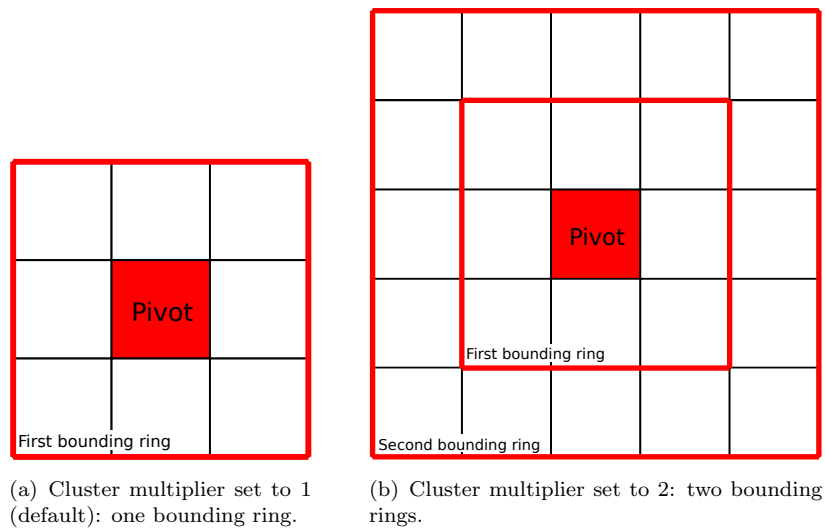 Pivot
First bounding ring
Pivot
First bounding ring
Second bounding ring
(a) Cluster multiplier set to 1
(default): one bounding ring.
(b) Cluster multiplier set to 2: two bounding
rings.